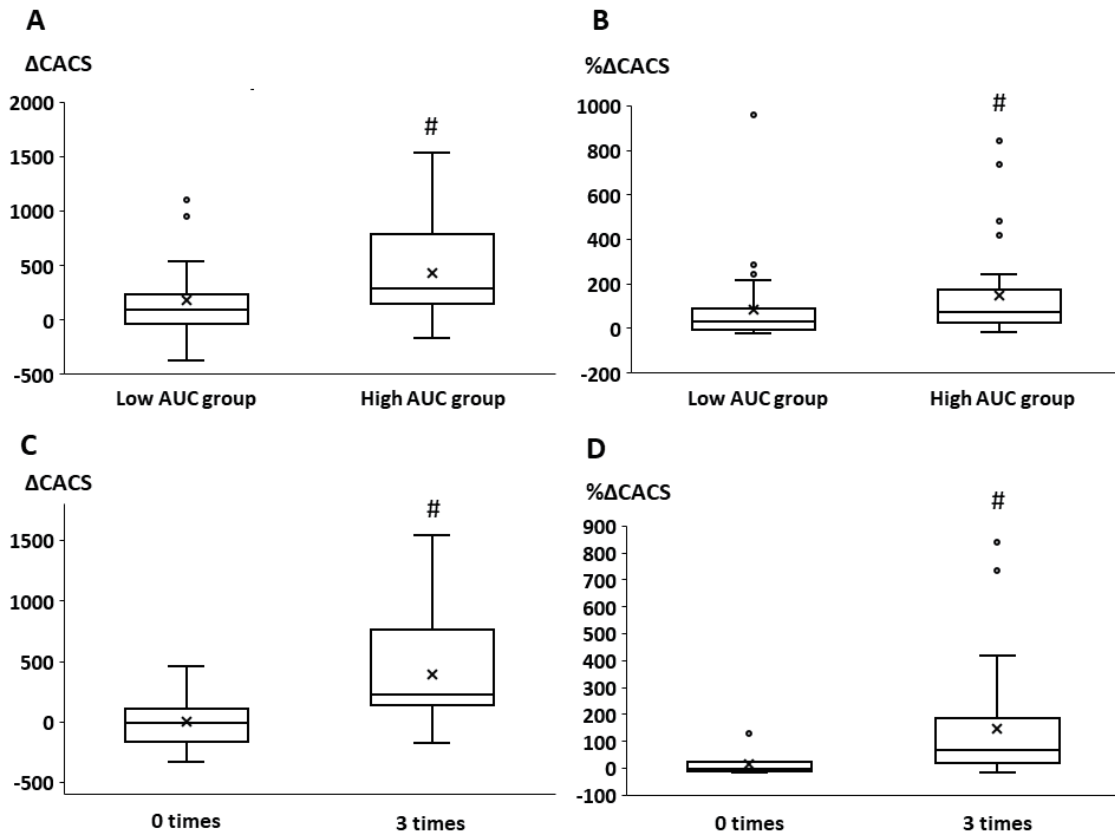 A
ΔCACS
#
2000
1500
1000
500
0
-500
Low AUC group
High AUC group
B
%ΔCACS
#
1000
800
600
400
200
0
-200
Low AUC group
High AUC group
C
ΔCACS
#
1500
1000
500
0
-500
0 times
3 times
D
%ΔCACS
#
900
800
700
600
500
400
300
200
100
0
-100
0 times
3 times